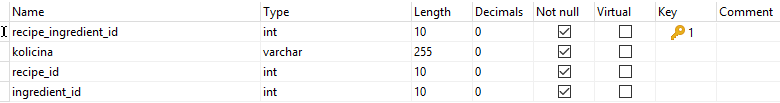 Name Type Length Decimals Not null Virtual Key Comment
recipe_ingredient_id int 10 0 1
kolicina varchar 255 0
recipe_id int 10 0
ingredient_id int 10 0